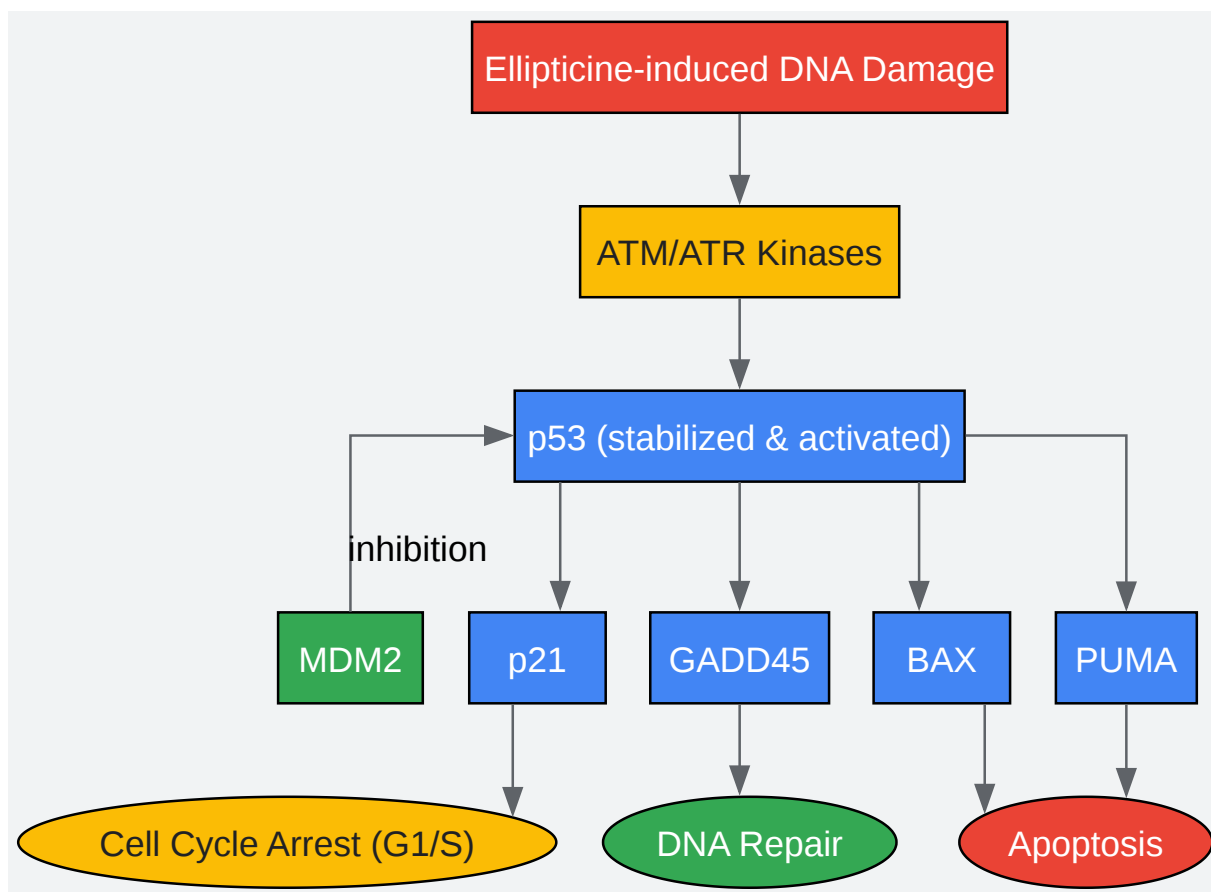 Ellipticine-induced DNA Damage
ATM/ATR Kinases
p53 (stabilized & activated)
inhibition
MDM2
p21
GADD45
BAX
PUMA
Cell Cycle Arrest (G1/S)
DNA Repair
Apoptosis